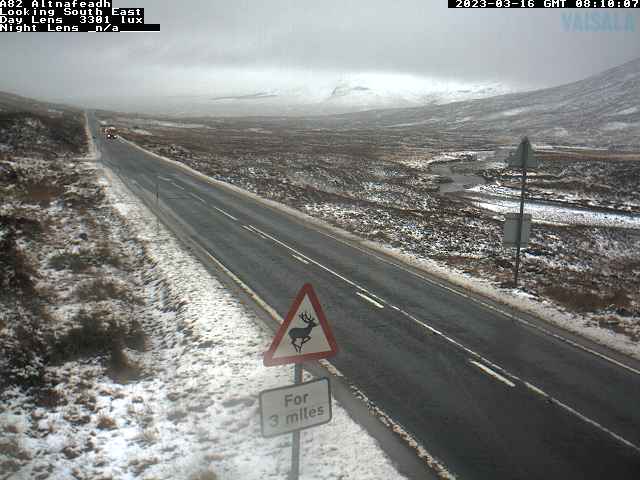 A82 Altnafeadh
Looking South East
Day Lens 3301 lux
Night Lens n/a
2023-03-16 GMT 08:10:07
VAISALA
For
3 miles